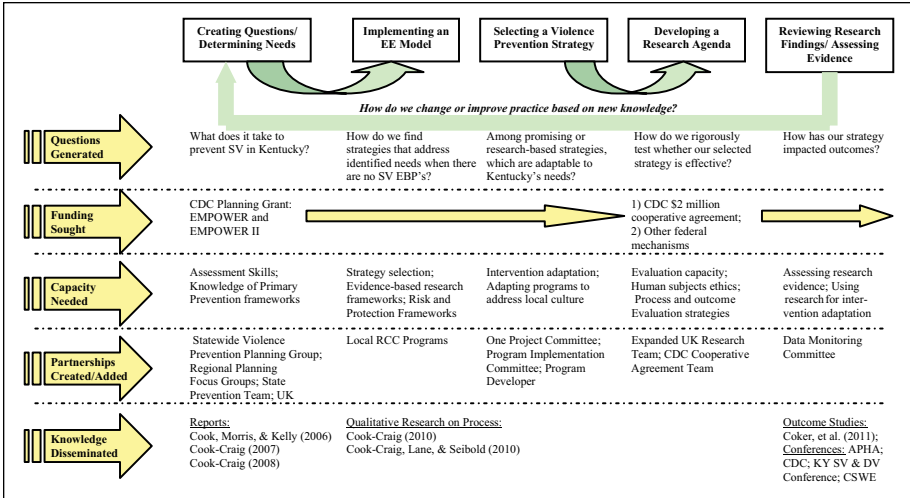 Creating Questions/
Determining Needs
Implementing an
EE Model
Selecting a Violence
Prevention Strategy
Developing a
Research Agenda
Reviewing Research
Findings/ Assessing
Evidence
How do we change or improve practice based on new knowledge?
Questions
Generated
What does it take to
prevent SV in Kentucky?
How do we find
strategies that address
identified needs when there
are no SV EBP's?
Among promising or
research-based strategies,
which are adaptable to
Kentucky's needs?
How do we rigorously
test whether our selected
strategy is effective?
How has our strategy
impacted outcomes?
Funding
Sought
CDC Planning Grant:
EMPOWER and
EMPOWER II
1) CDC $2 million
cooperative agreement;
2) Other federal
mechanisms
Capacity
Needed
Assessment Skills;
Knowledge of Primary
Prevention frameworks
Strategy selection;
Evidence-based research
frameworks; Risk and
Protection Frameworks
Intervention adaptation;
Adapting programs to
address local culture
Evaluation capacity;
Human subjects ethics;
Process and outcome
Evaluation strategies
Assessing research
evidence; Using
research for inter-
vention adaptation
Partnerships
Created/Added
Statewide Violence
Prevention Planning Group;
Regional Planning
Focus Groups; State
Prevention Team; UK
Local RCC Programs
One Project Committee;
Program Implementation
Committee; Program
Developer
Expanded UK Research
Team; CDC Cooperative
Agreement Team
Data Monitoring
Committee
Knowledge
Disseminated
Reports:
Cook, Morris, & Kelly (2006)
Cook-Craig (2007)
Cook-Craig (2008)
Qualitative Research on Process:
Cook-Craig (2010)
Cook-Craig, Lane, & Seibold (2010)
Outcome Studies:
Coker, et al. (2011);
Conferences: APHA;
CDC; KY SV & DV
Conference; CSWE